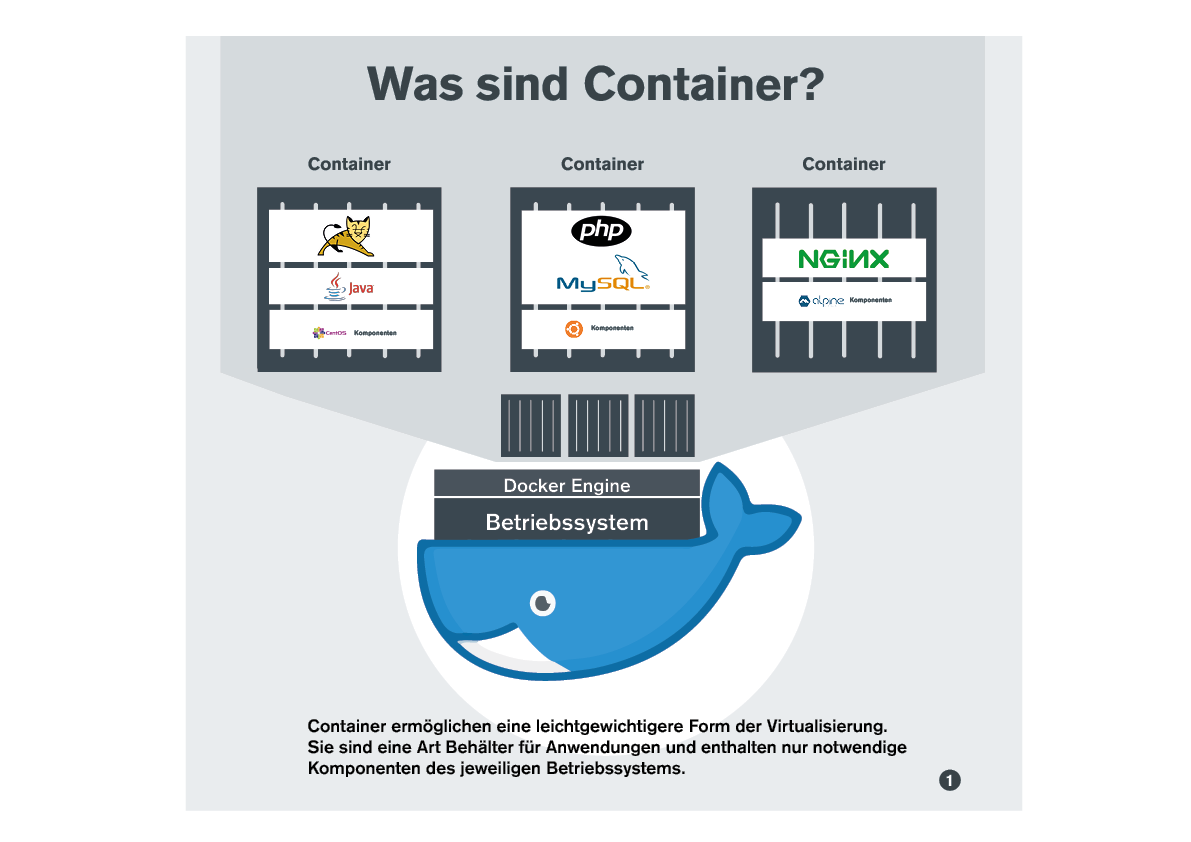 Was sind Container?
Container
Container
Container
Java
CentOS Komponenten
php
MySQL®
Komponenten
NGiNX
alpine Komponenten
Docker Engine
Betriebssystem
Container ermöglichen eine leichtgewichtigere Form der Virtualisierung.
Sie sind eine Art Behälter für Anwendungen und enthalten nur notwendige
Komponenten des jeweiligen Betriebssystems.
1